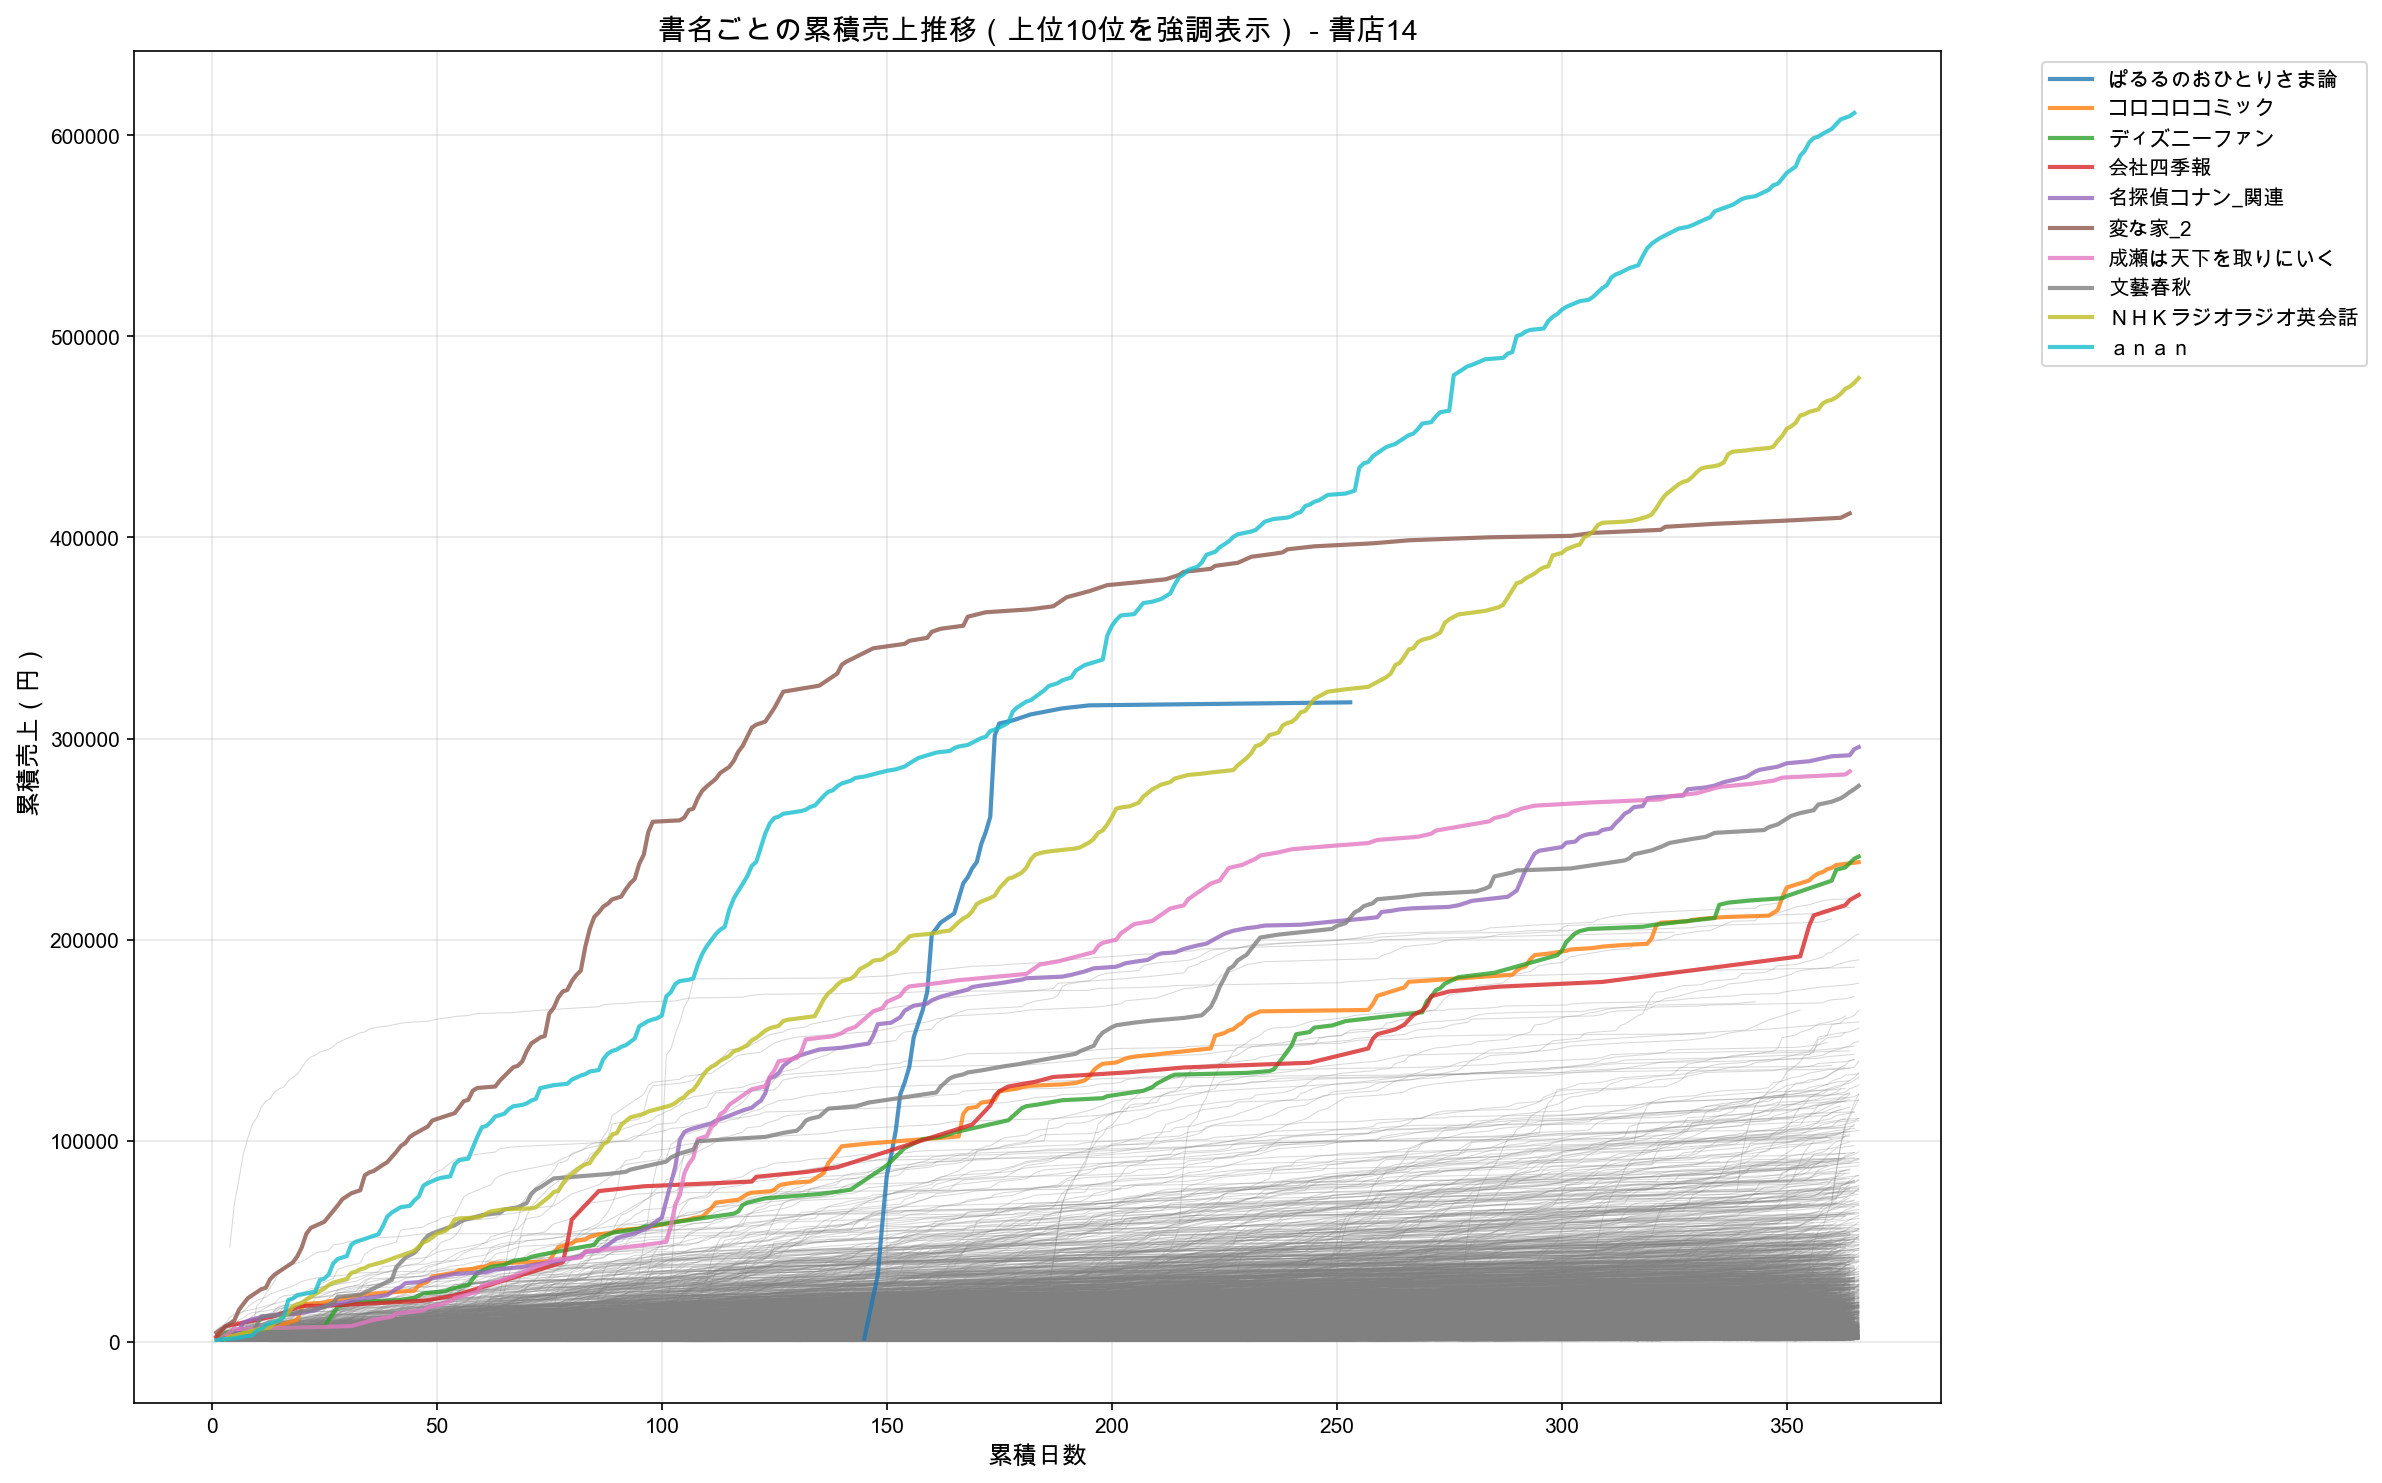 書名ごとの累積売上推移（上位10位を強調表示） - 書店14
累積売上（円）
600000
500000
400000
300000
200000
100000
0
0 50 100 150 200 250 300 350
累積日数
ぱるるのおひとりさま論
コロコロコミック
ディズニーファン
会社四季報
名探偵コナン_関連
変な家_2
成瀬は天下を取りにいく
文藝春秋
ＮＨＫラジオラジオ英会話
ａｎａｎ